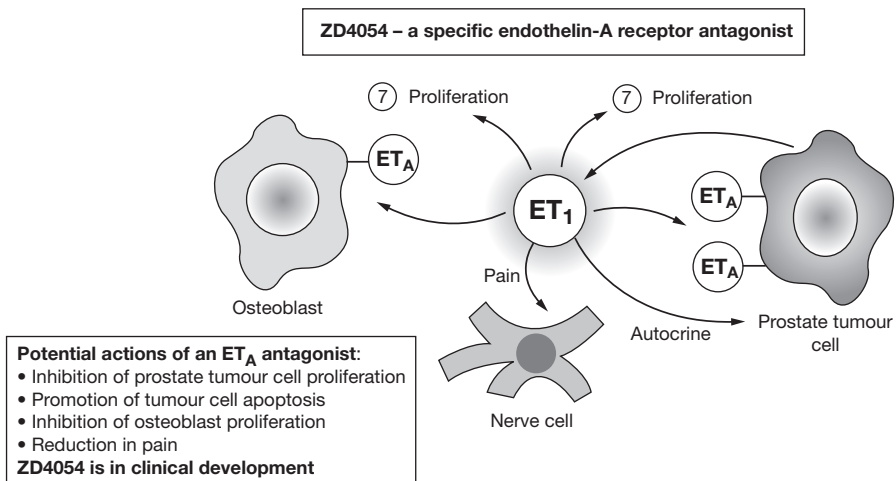 ZD4054 – a specific endothelin-A receptor antagonist
7 Proliferation
7 Proliferation
ETA
ET1
ETA
ETA
Pain
Osteoblast
Autocrine
Prostate tumour
cell
Nerve cell
Potential actions of an ETA antagonist:
• Inhibition of prostate tumour cell proliferation
• Promotion of tumour cell apoptosis
• Inhibition of osteoblast proliferation
• Reduction in pain
ZD4054 is in clinical development